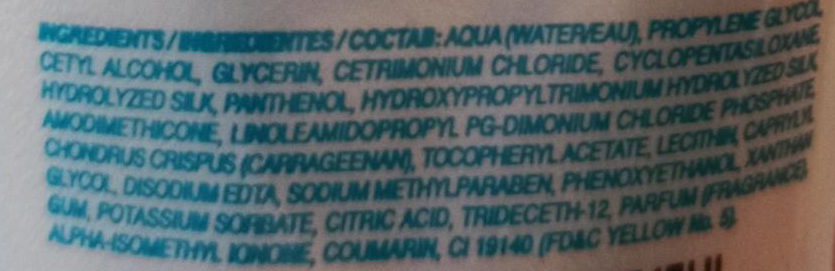 INGREDIENTS / INGREDIENTES / COCTAB: AQUA (WATER/EAU), PROPYLENE GLYCOL,
CETYL ALCOHOL, GLYCERIN, CETRIMONIUM CHLORIDE, CYCLOPENTASILOXANE,
HYDROLYZED SILK, PANTHENOL, HYDROXYPROPYLTRIMONIUM HYDROLYZED SILK,
AMODIMETHICONE, LINOLEAMIDOPROPYL PG-DIMONIUM CHLORIDE PHOSPHATE,
CHONDRUS CRISPUS (CARRAGEENAN), TOCOPHERYL ACETATE, LECITHIN, CAPRYLYL
GLYCOL, DISODIUM EDTA, SODIUM METHYLPARABEN, PHENOXYETHANOL, XANTHAN
GUM, POTASSIUM SORBATE, CITRIC ACID, TRIDECETH-12, PARFUM (FRAGRANCE),
ALPHA-ISOMETHYL IONONE, COUMARIN, CI 19140 (FD&C YELLOW No. 5).